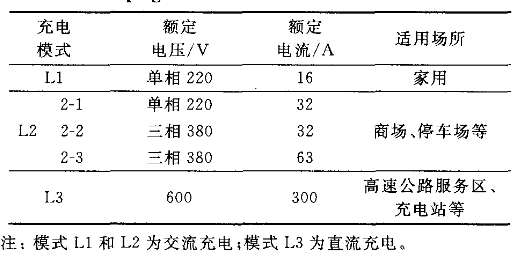 充电模式 额定电压/V 额定电流/A 适用场所
L1 单相 220 16 家用
L2 2-1 单相 220 32 商场、停车场等
2-2 三相 380 32
2-3 三相 380 63
L3 600 300 高速公路服务区、充电站等
注: 模式 L1 和 L2 为交流充电;模式 L3 为直流充电。